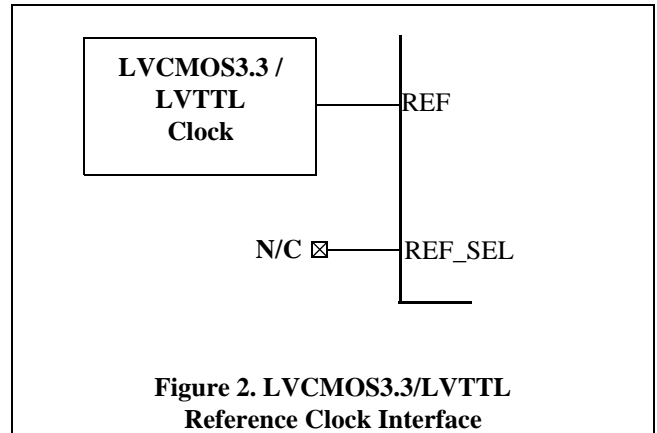 LVCMOS3.3 /
LVTTL
Clock
REF
N/C
REF_SEL
Figure 2. LVCMOS3.3/LVTTL
Reference Clock Interface